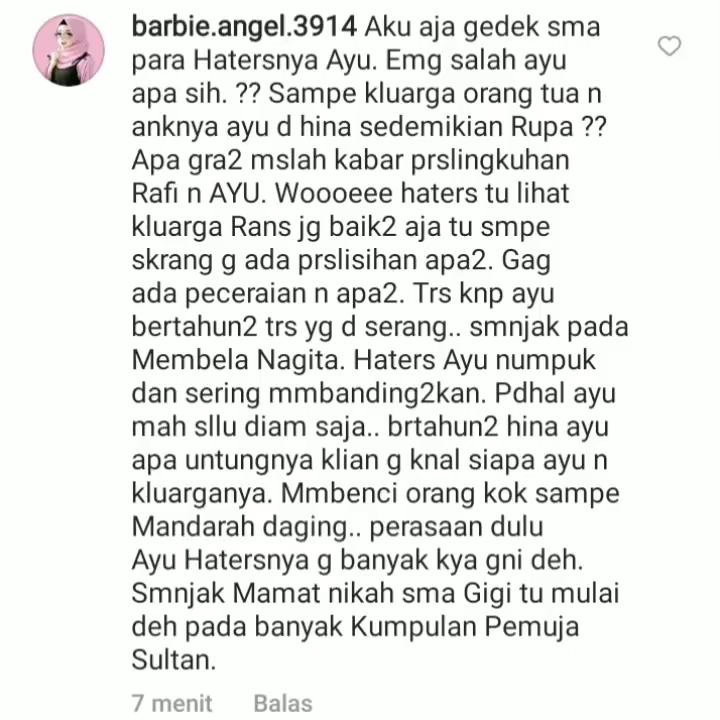 barbie.angel.3914 Aku aja gedek sma
para Hatersnya Ayu. Emg salah ayu
apa sih. ?? Sampe kluarga orang tua n
anknya ayu d hina sedemikian Rupa ??
Apa gra2 mslah kabar prslingkuhan
Rafi n AYU. Woooeee haters tu lihat
kluarga Rans jg baik2 aja tu smpe
skrang g ada prslisihan apa2. Gag
ada peceraian n apa2. Trs knp ayu
bertahun2 trs yg d serang.. smnjak pada
Membela Nagita. Haters Ayu numpuk
dan sering mmbanding2kan. Pdhal ayu
mah sllu diam saja.. brtahun2 hina ayu
apa untungnya klian g knal siapa ayu n
kluarganya. Mmbenci orang kok sampe
Mandarah daging.. perasaan dulu
Ayu Hatersnya g banyak kya gni deh.
Smnjak Mamat nikah sma Gigi tu mulai
deh pada banyak Kumpulan Pemuja
Sultan.
7 menit Balas